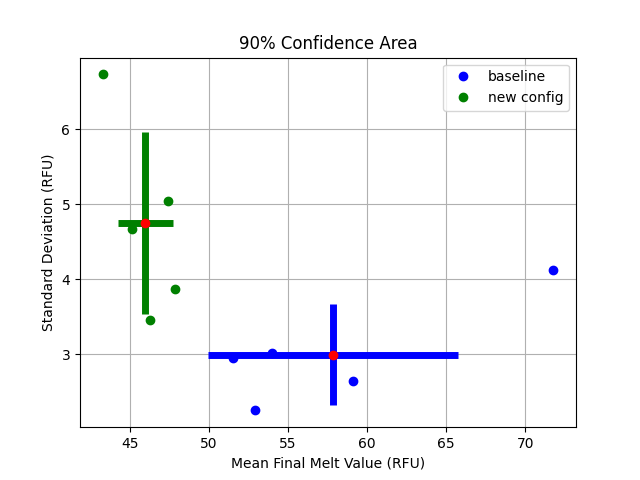 90% Confidence Area
baseline
new config
Standard Deviation (RFU)
6
5
4
3
45 50 55 60 65 70
Mean Final Melt Value (RFU)